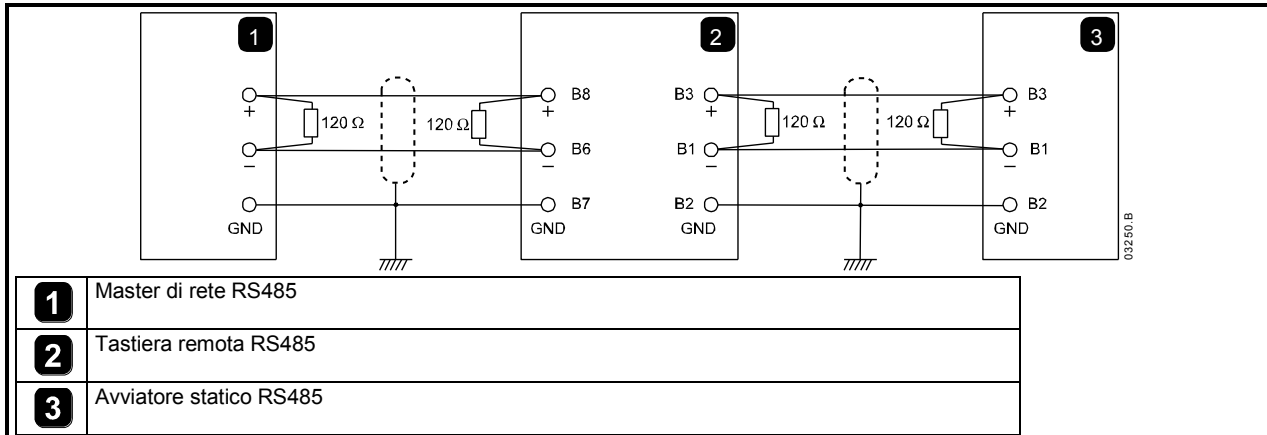 1 2 3
B8 B3 B3
+ + + +
120 Ω 120 Ω 120 Ω 120 Ω
B6 B1 B1
− − − −
B7 B2 B2
GND GND GND GND
03250.B
1 Master di rete RS485
2 Tastiera remota RS485
3 Avviatore statico RS485